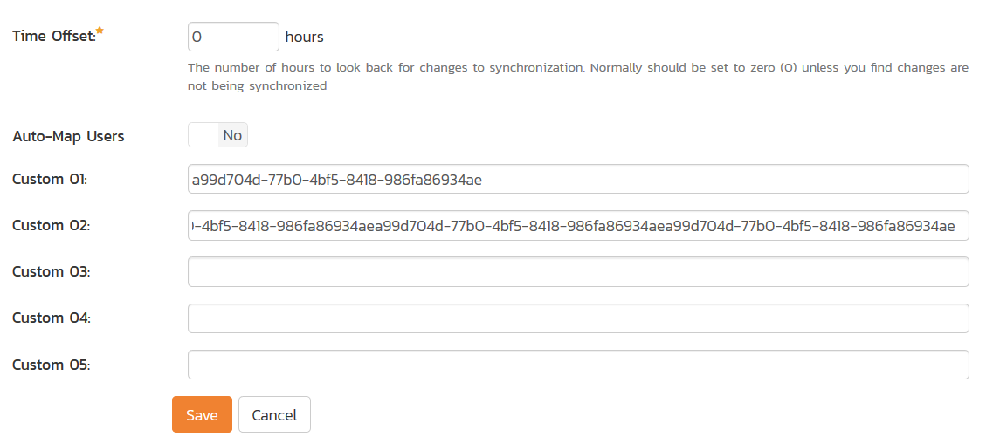 Time Offset:*
0 hours
The number of hours to look back for changes to synchronization. Normally should be set to zero (0) unless you find changes are
not being synchronized
Auto-Map Users
No
Custom 01:
a99d704d-77b0-4bf5-8418-986fa86934ae
Custom 02:
-4bf5-8418-986fa86934aea99d704d-77b0-4bf5-8418-986fa86934aea99d704d-77b0-4bf5-8418-986fa86934ae
Custom 03:
Custom 04:
Custom 05:
Save Cancel